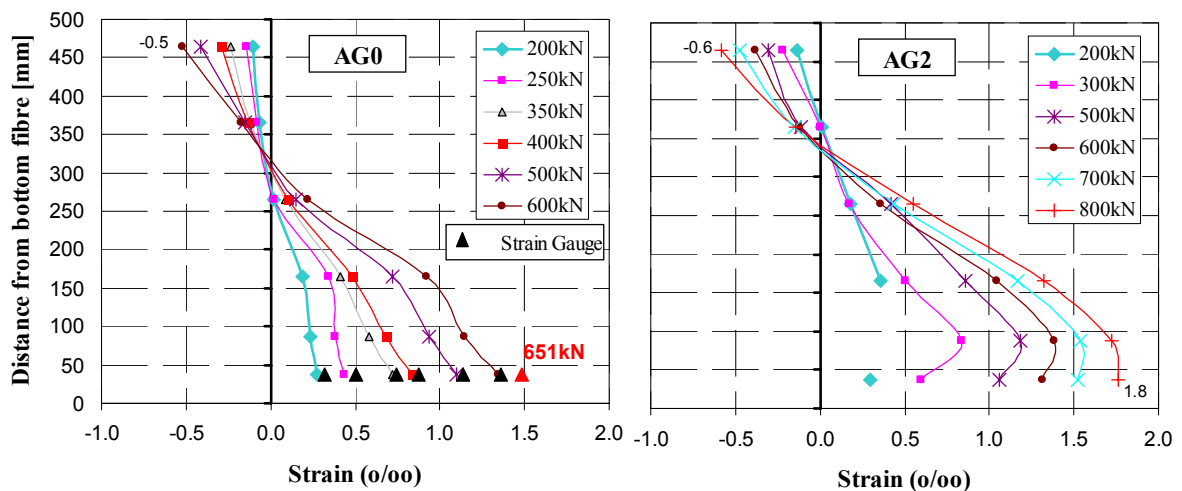 Distance from bottom fibre [mm]
500
450
400
350
300
250
200
150
100
50
0
-0.5
AG0
200kN
250kN
350kN
400kN
500kN
600kN
Strain Gauge
651kN
-1.0 -0.5 0.0 0.5 1.0 1.5 2.0
Strain (o/oo)
-0.6
AG2
200kN
300kN
500kN
600kN
700kN
800kN
1.8
-1.0 -0.5 0.0 0.5 1.0 1.5 2.0
Strain (o/oo)